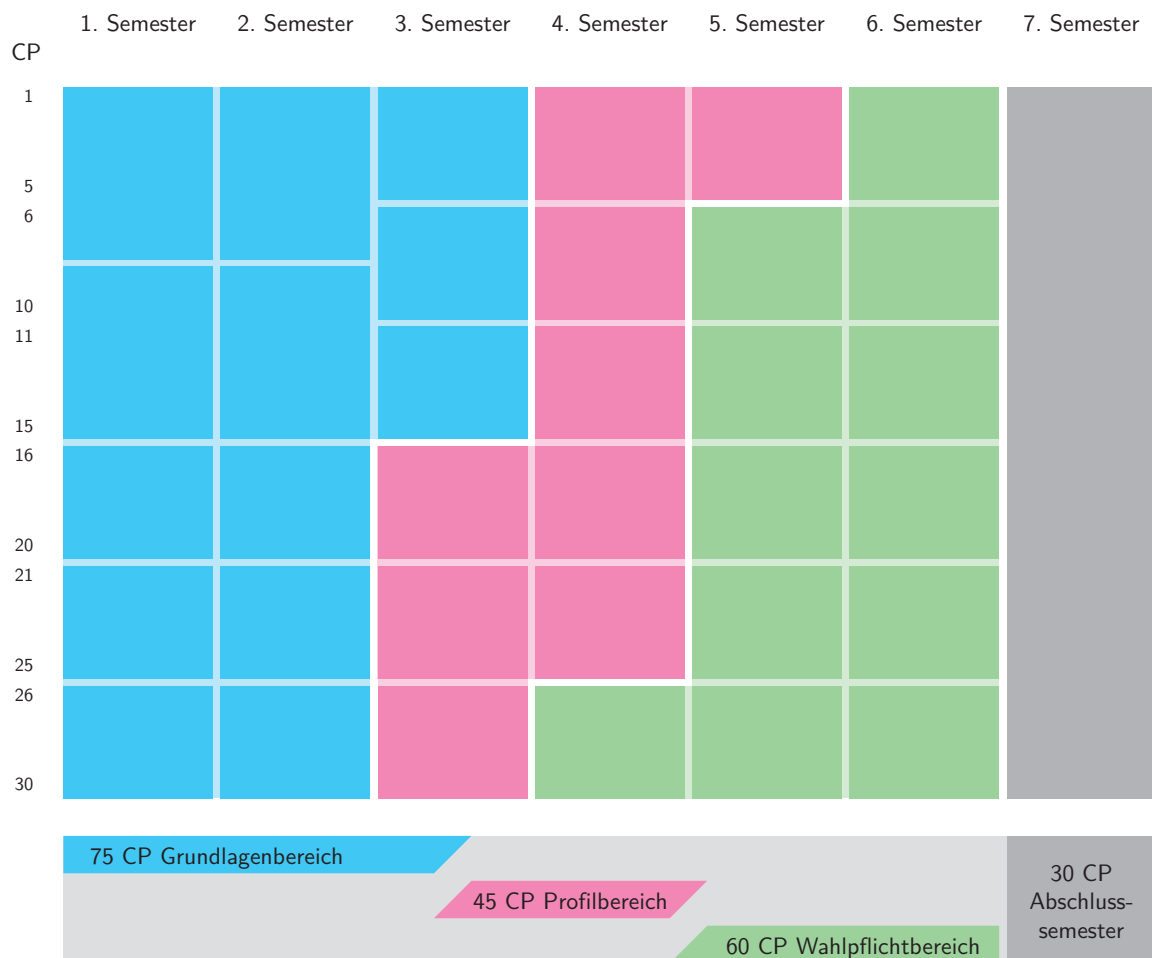 1. Semester 2. Semester 3. Semester 4. Semester 5. Semester 6. Semester 7. Semester
CP
1
5
6
10
11
15
16
20
21
25
26
30
75 CP Grundlagenbereich
45 CP Profilbereich
60 CP Wahlpflichtbereich
30 CP
Abschluss-
semester